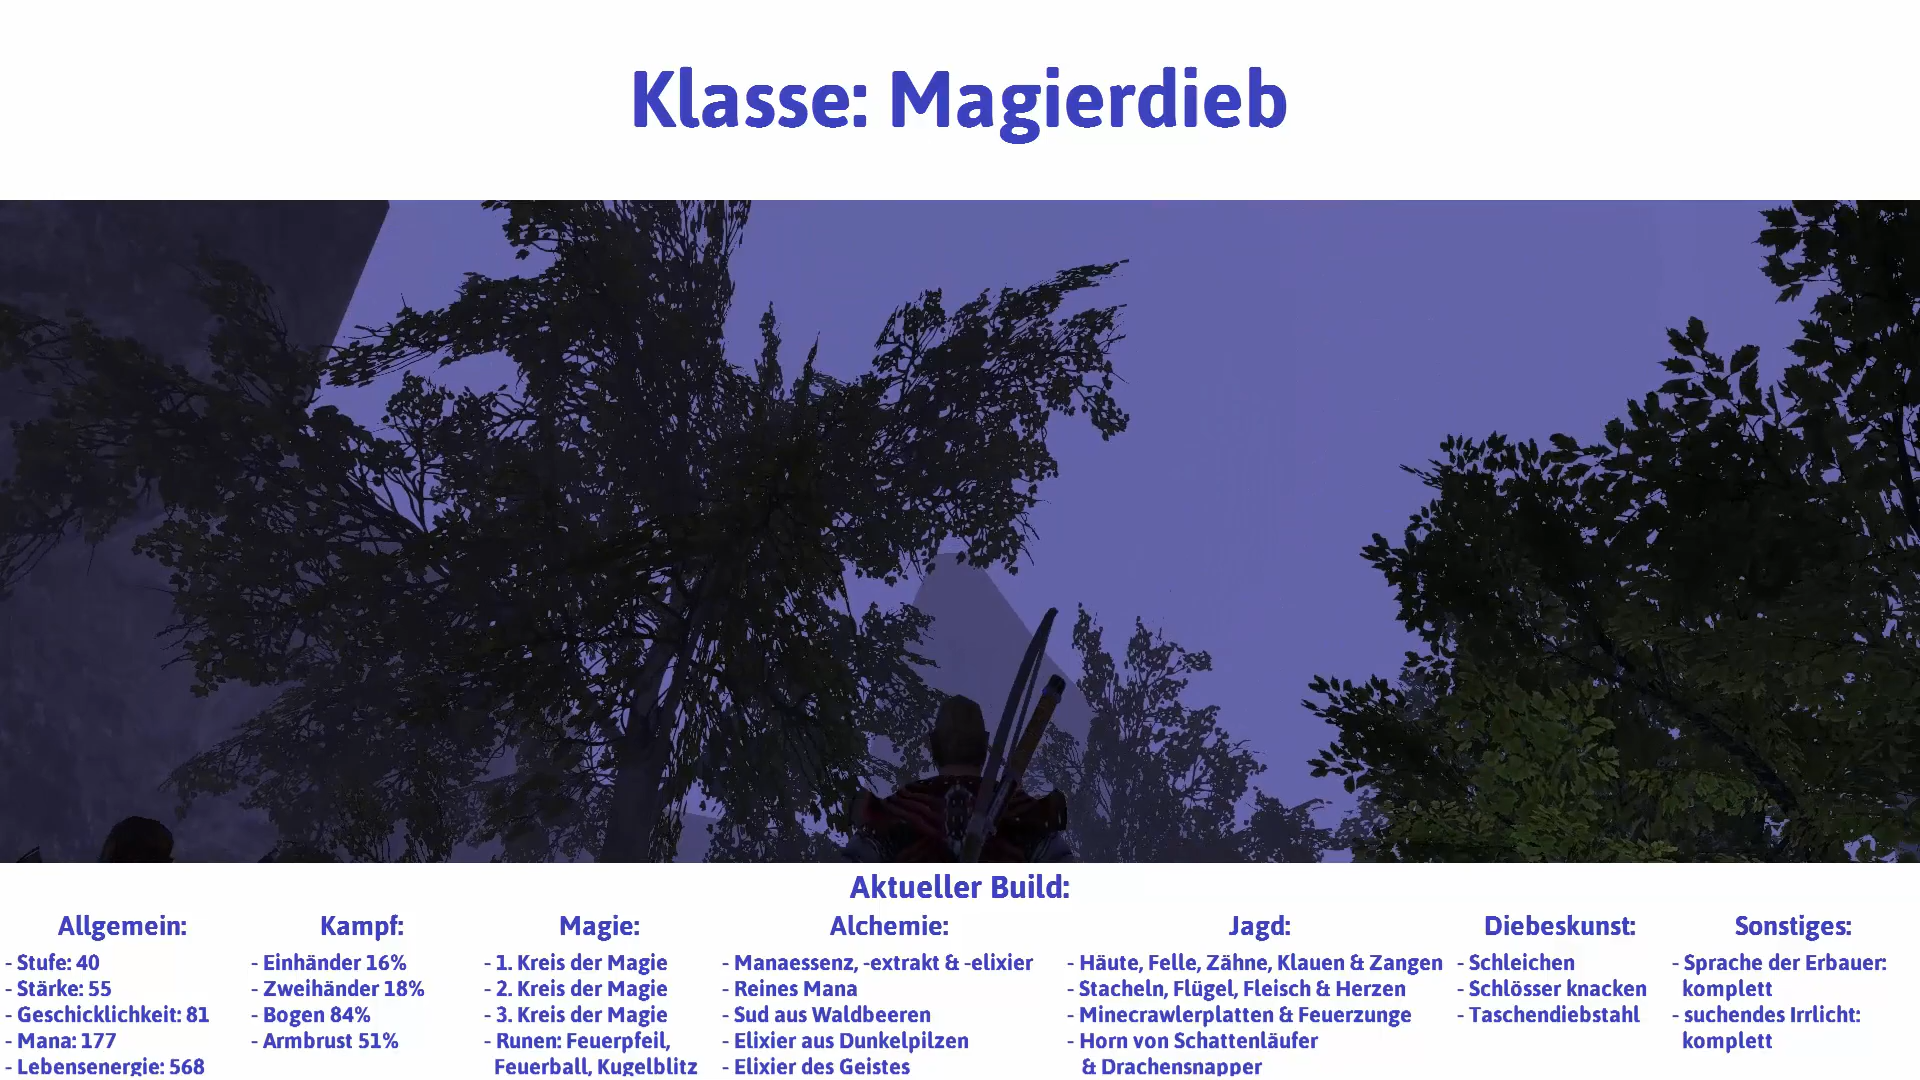 Klasse: Magierdieb
Aktueller Build:
Allgemein:
- Stufe: 40
- Stärke: 55
- Geschicklichkeit: 81
- Mana: 177
- Lebensenergie: 568
Kampf:
- Einhänder 16%
- Zweihänder 18%
- Bogen 84%
- Armbrust 51%
Magie:
- 1. Kreis der Magie
- 2. Kreis der Magie
- 3. Kreis der Magie
- Runen: Feuerpfeil,
Feuerball, Kugelblitz
Alchemie:
- Manaessenz, -extrakt & -elixier
- Reines Mana
- Sud aus Waldbeeren
- Elixier aus Dunkelpilzen
- Elixier des Geistes
Jagd:
- Häute, Felle, Zähne, Klauen & Zangen
- Stacheln, Flügel, Fleisch & Herzen
- Minecrawlerplatten & Feuerzunge
- Horn von Schattenläufer
& Drachensnapper
Diebeskunst:
- Schleichen
- Schlösser knacken
- Taschendiebstahl
Sonstiges:
- Sprache der Erbauer:
komplett
- suchendes Irrlicht:
komplett